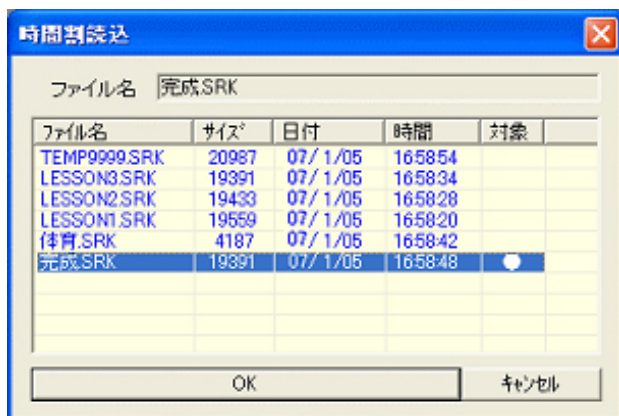 時間割読込
ファイル名 完成.SRK
ファイル名 サイズ 日付 時間 対象
TEMP9999.SRK 20987 07/ 1/05 16:58:54
LESSON3.SRK 19391 07/ 1/05 16:58:34
LESSON2.SRK 19433 07/ 1/05 16:58:28
LESSON1.SRK 19559 07/ 1/05 16:58:20
体育.SRK 4187 07/ 1/05 16:58:42
完成.SRK 19391 07/ 1/05 16:58:48 ●
OK キャンセル